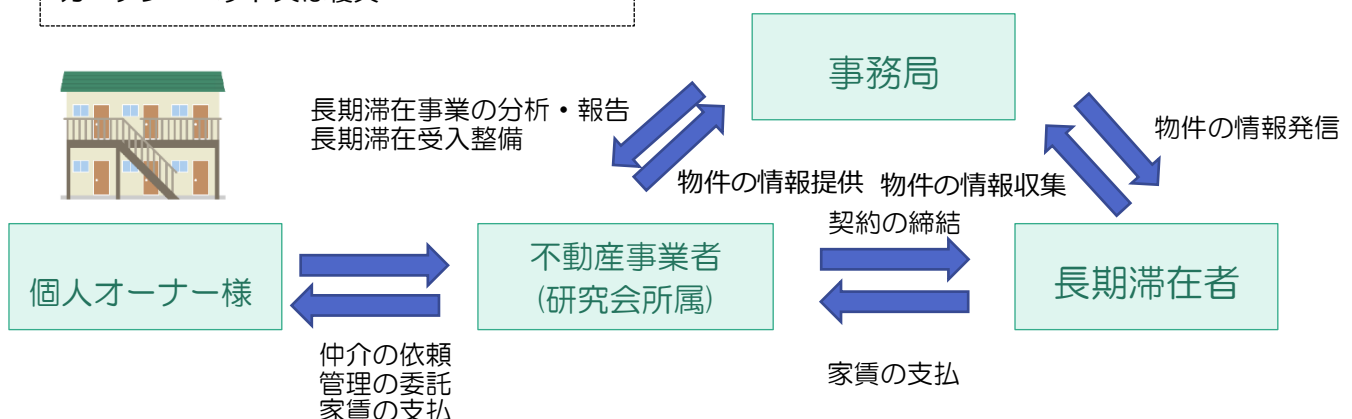 事務局
長期滞在事業の分析・報告
長期滞在受入整備
物件の情報発信
物件の情報提供
物件の情報収集
契約の締結
個人オーナー様
不動産事業者
(研究会所属)
長期滞在者
仲介の依頼
管理の委託
家賃の支払
家賃の支払